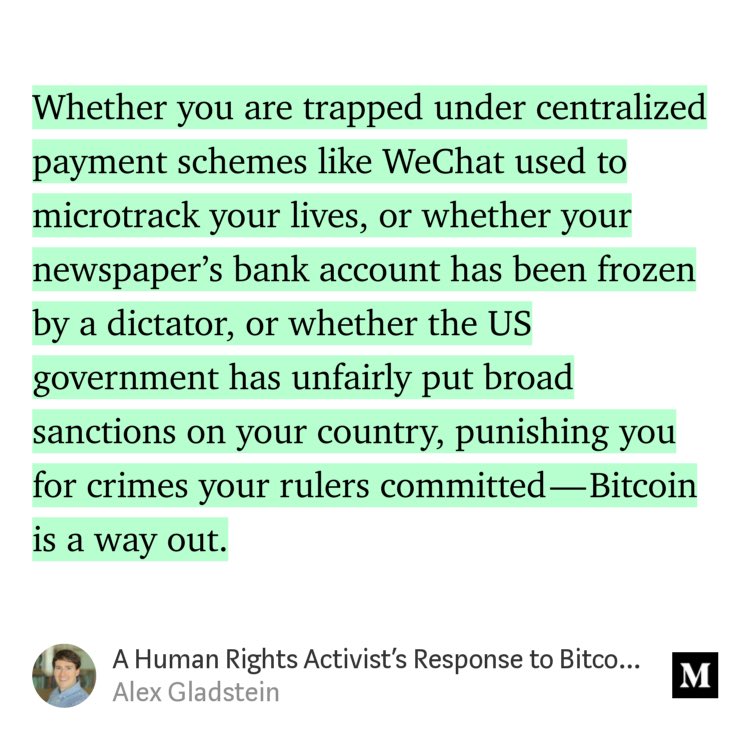 Whether you are trapped under centralized
payment schemes like WeChat used to
microtrack your lives, or whether your
newspaper’s bank account has been frozen
by a dictator, or whether the US
government has unfairly put broad
sanctions on your country, punishing you
for crimes your rulers committed — Bitcoin
is a way out.
A Human Rights Activist’s Response to Bitco...
Alex Gladstein
M